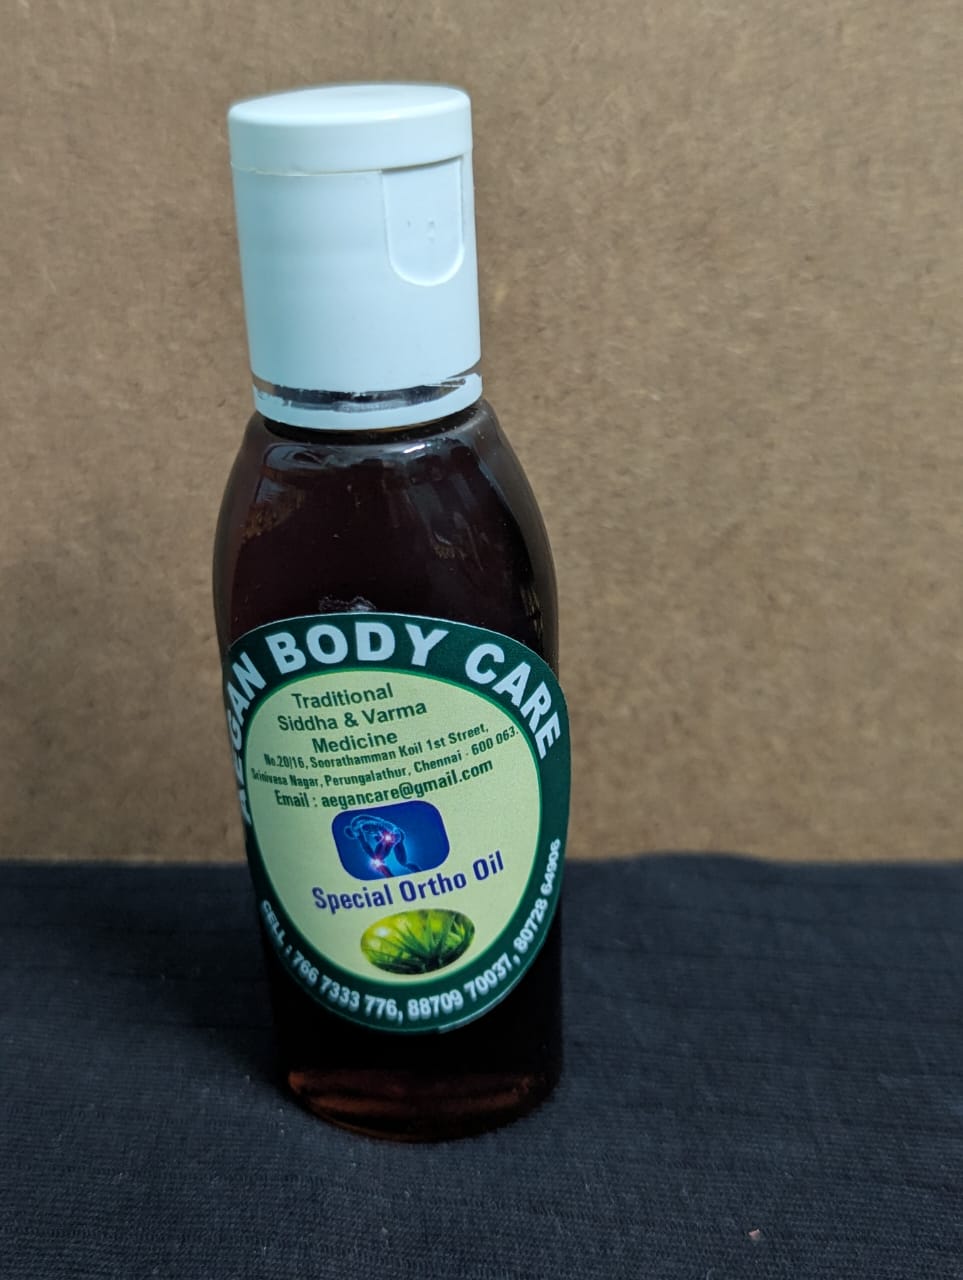 AEGAN BODY CARE
Traditional
Siddha & Varma
Medicine
No.20/16, Soorathamman Koil 1st Street,
Srinivasa Nagar, Perungalathur, Chennai - 600 063.
Email : aegancare@gmail.com
Special Ortho Oil
CELL : 766 7333 776, 88709 70037, 80728 64906